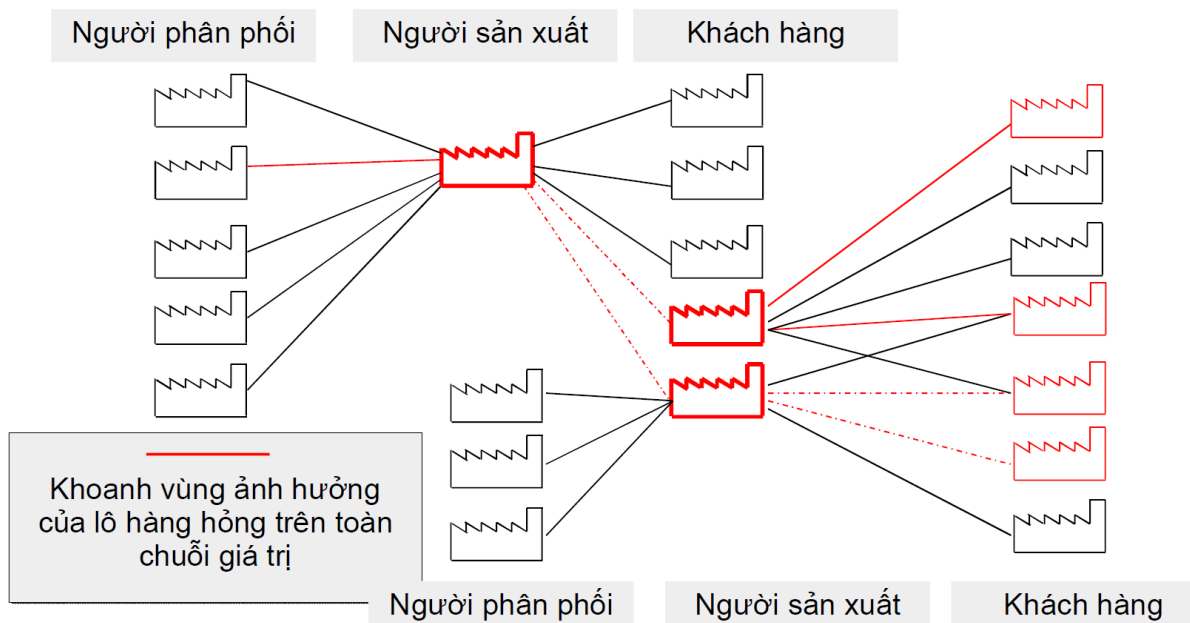 Người phân phối
Người sản xuất
Khách hàng
Khoanh vùng ảnh hưởng
của lô hàng hỏng trên toàn
chuỗi giá trị
Người phân phối
Người sản xuất
Khách hàng